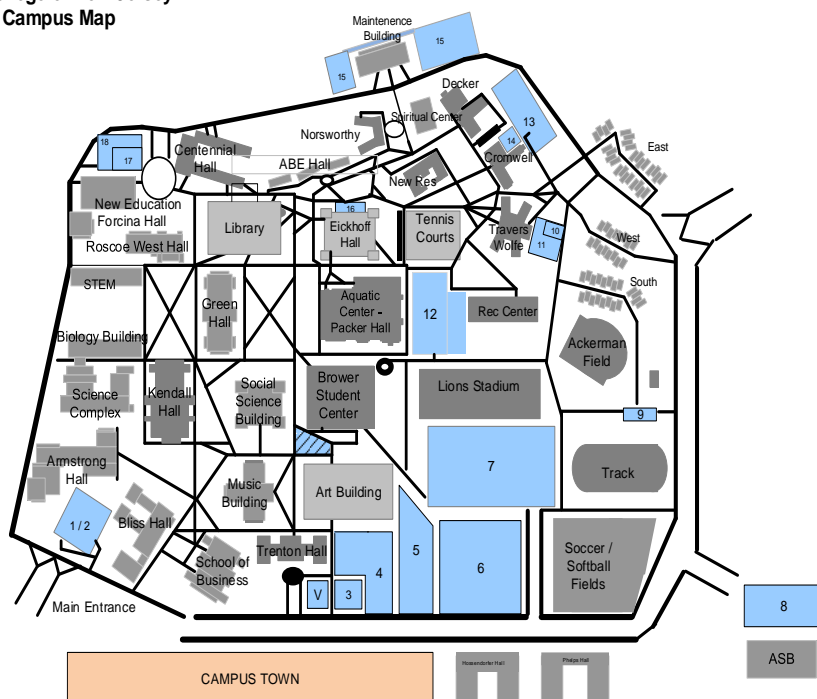 Campus Map
Maintenence
Building
15
15
Decker
Spiritual Center
13
14
Norsworthy
East
18
17
Centennial
Hall
ABE Hall
Cromwell
New Res
New Education
Forcina Hall
16
Library
Eickhoff
Hall
Tennis
Courts
Travers
Wolfe
10
11
West
Roscoe West Hall
STEM
South
Green
Hall
Aquatic
Center -
Packer Hall
12
Rec Center
Biology Building
Ackerman
Field
Science
Complex
Kendall
Hall
Social
Science
Building
Brower
Student
Center
Lions Stadium
9
Armstrong
Hall
7
Track
Music
Building
Art Building
1 / 2
Bliss Hall
Trenton Hall
School of
Business
4
5
6
Soccer /
Softball
Fields
V
3
Main Entrance
8
ASB
CAMPUS TOWN
Hossendorfer Hall
Phelps Hall